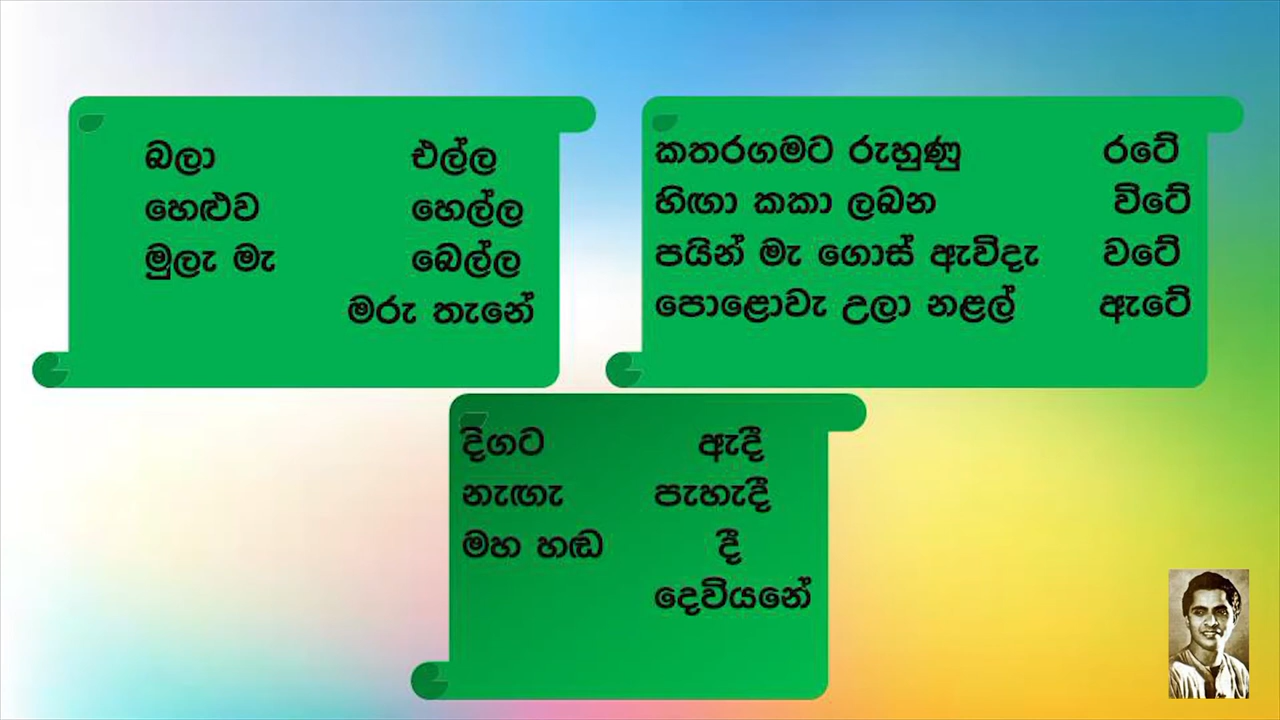 බලා එල්ල
හෙළුව හෙල්ල
මුලැ මැ බෙල්ල
මරු තැනේ
කතරගමට රුහුණු රටේ
හිඟා කකා ලබන විටේ
පයින් මැ ගොස් ඇවිදැ වටේ
පොළොවැ උලා නළල් ඇටේ
දිගට ඇදී
නැඟැ පැහැදී
මහ හඬ දී
දෙවියනේ